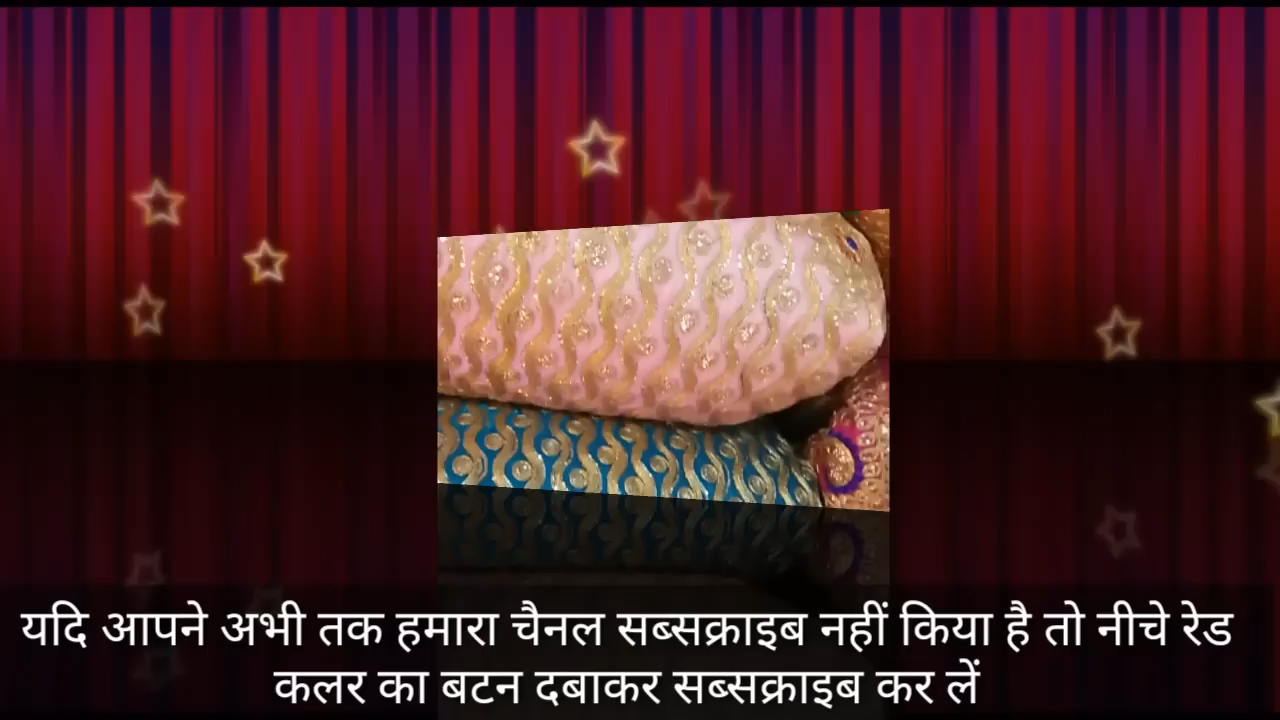 यदि आपने अभी तक हमारा चैनल सब्सक्राइब नहीं किया है तो नीचे रेड
कलर का बटन दबाकर सब्सक्राइब कर लें